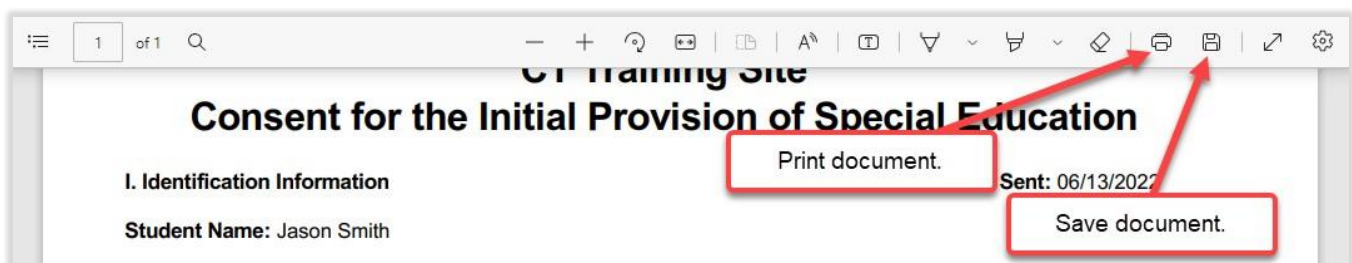 1 of 1
CT Training Site
Consent for the Initial Provision of Special Education
Print document.
I. Identification Information
Sent: 06/13/2022
Save document.
Student Name: Jason Smith